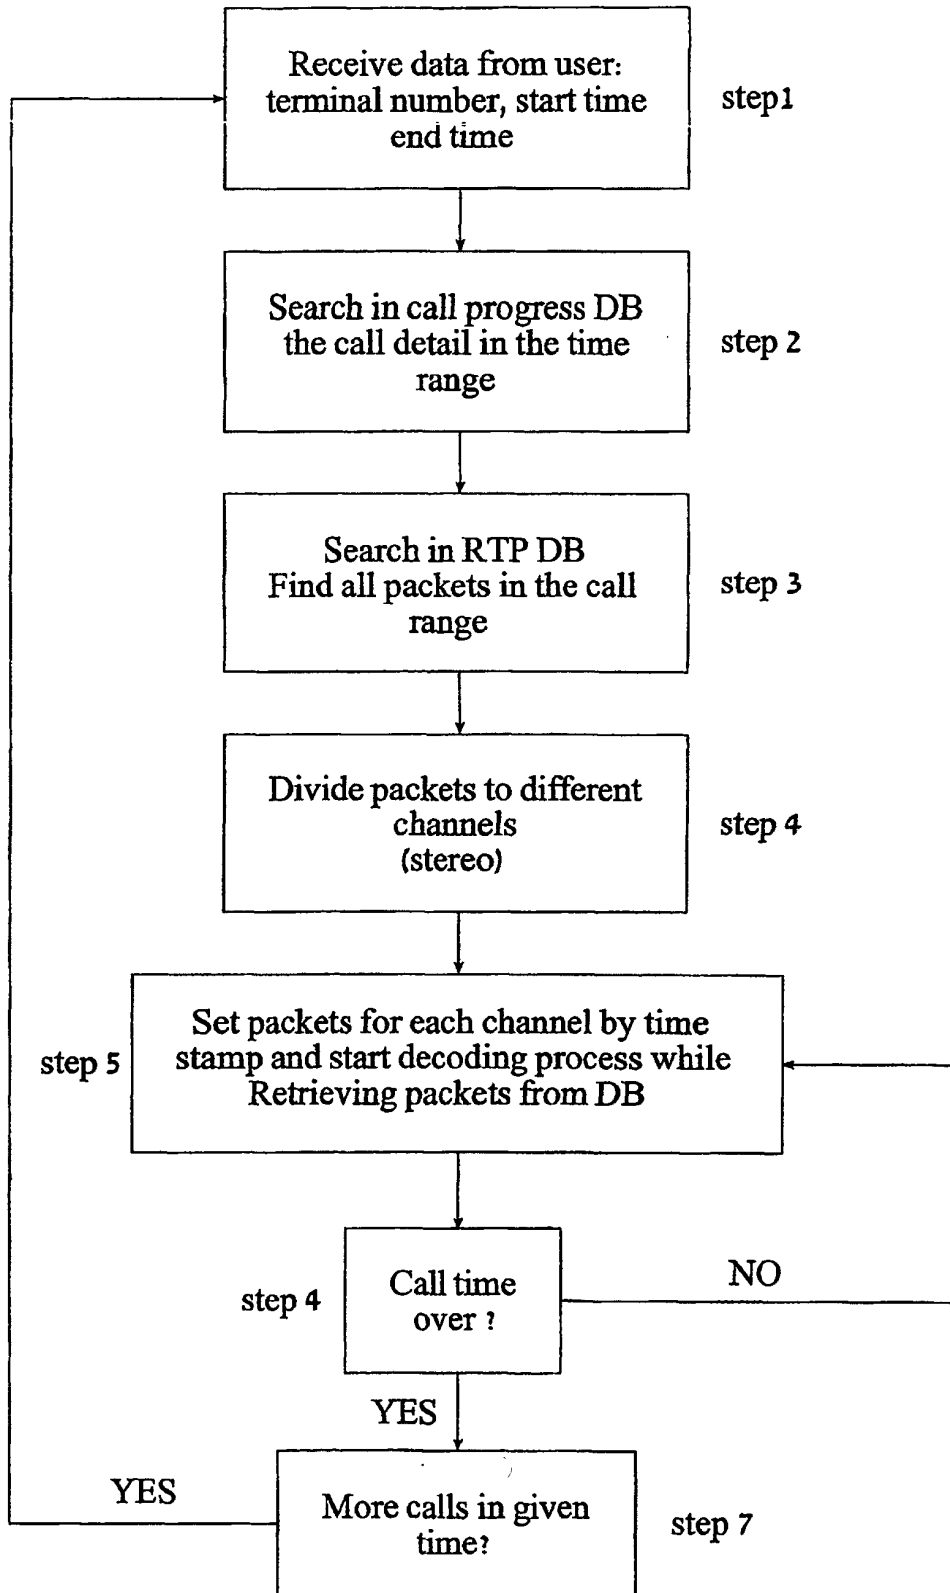 Receive data from user:
terminal number, start time
end time
step1
Search in call progress DB
the call detail in the time
range
step 2
Search in RTP DB
Find all packets in the call
range
step 3
Divide packets to different
channels
(stereo)
step 4
Set packets for each channel by time
stamp and start decoding process while
Retrieving packets from DB
step 5
Call time
over ?
step 4
NO
YES
More calls in given
time?
step 7
YES